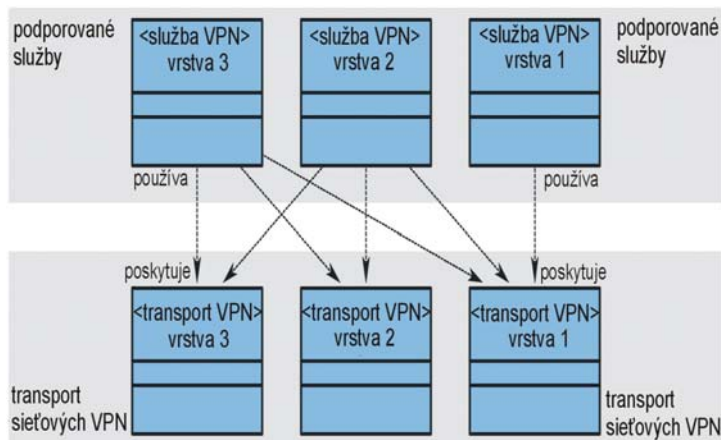 podporované
služby
<služba VPN>
vrstva 3
<služba VPN>
vrstva 2
<služba VPN>
vrstva 1
podporované
služby
používa
používa
poskytuje
poskytuje
<transport VPN>
vrstva 3
<transport VPN>
vrstva 2
<transport VPN>
vrstva 1
transport
sieťových VPN
transport
sieťových VPN